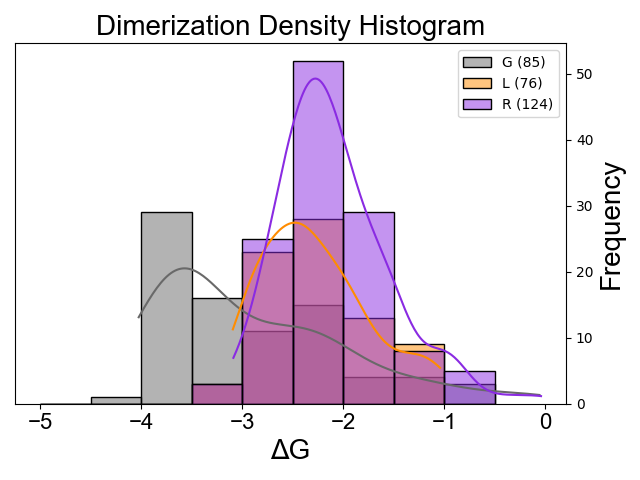 Dimerization Density Histogram
G (85)
L (76)
R (124)
50
40
30
20
10
0
Frequency
−5 −4 −3 −2 −1 0
ΔG